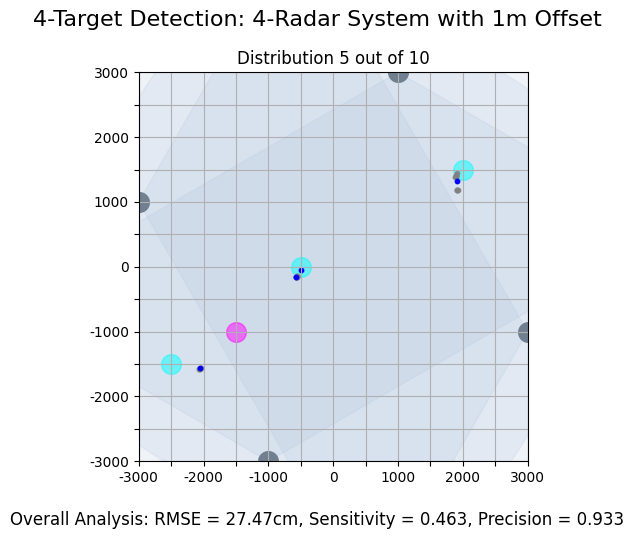 4-Target Detection: 4-Radar System with 1m Offset
Distribution 5 out of 10
3000
2000
1000
0
-1000
-2000
-3000
-3000 -2000 -1000 0 1000 2000 3000
Overall Analysis: RMSE = 27.47cm, Sensitivity = 0.463, Precision = 0.933